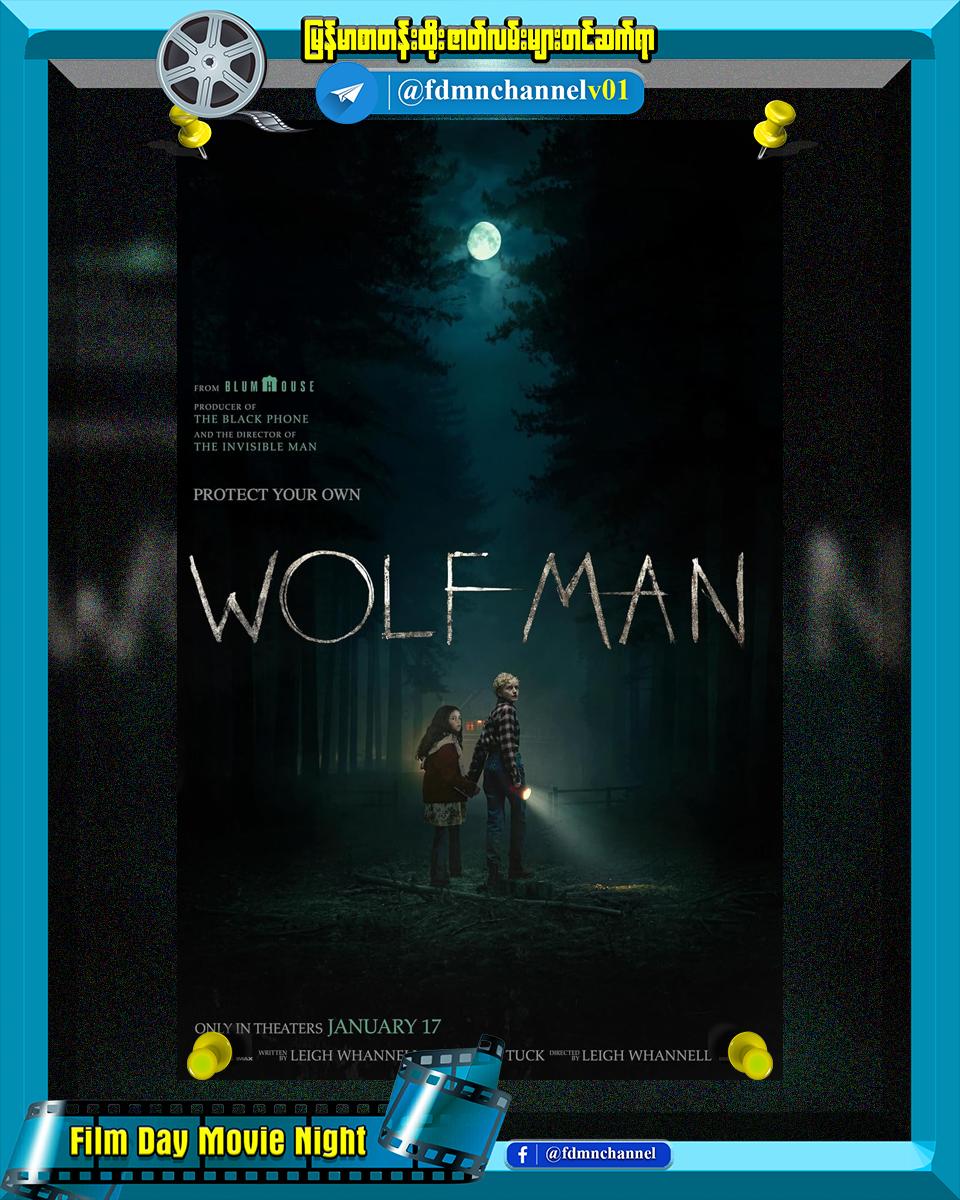 မြန်မာစာတန်းထိုးဇာတ်လမ်းများတင်ဆက်ရာ
@fdmnchannelv01
FROM BLUMHOUSE
PRODUCER OF
THE BLACK PHONE
AND THE DIRECTOR OF
THE INVISIBLE MAN
PROTECT YOUR OWN
WOLF MAN
ONLY IN THEATERS JANUARY 17
IMAX WRITTEN BY LEIGH WHANNELL TUCK DIRECTED BY LEIGH WHANNELL
Film Day Movie Night
f @fdmnchannel